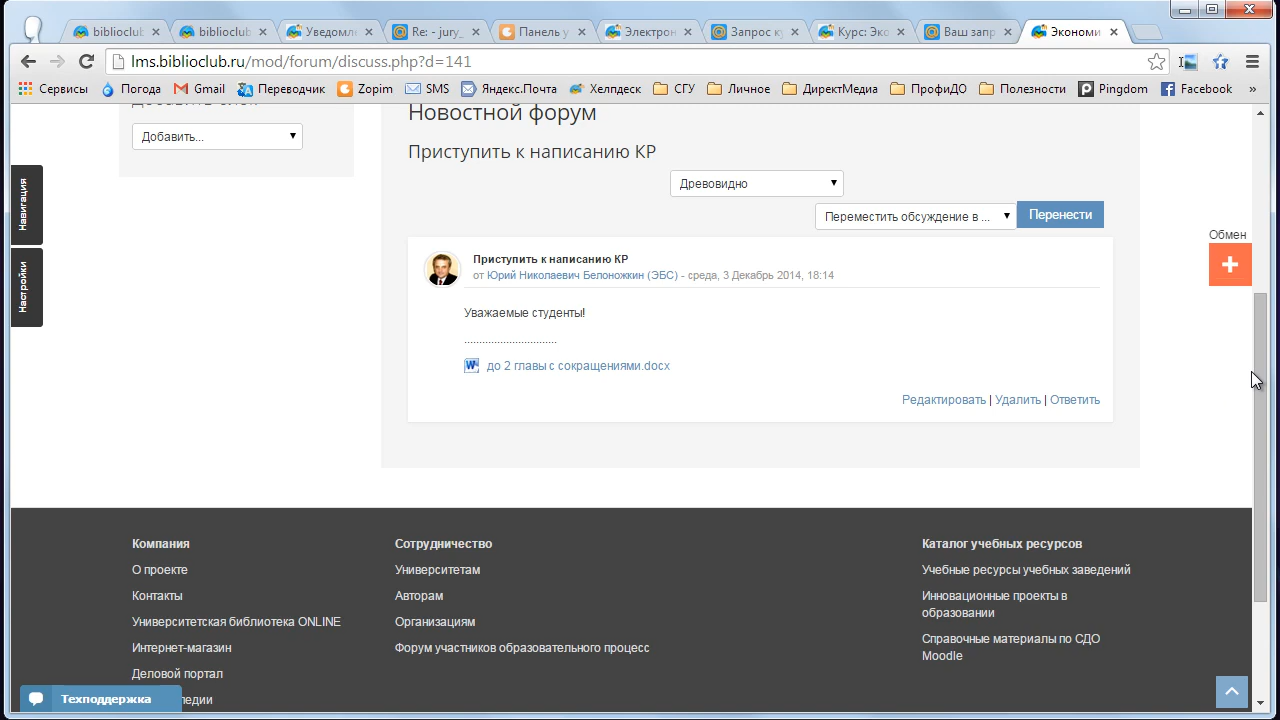 biblioclub
biblioclub
Уведомле
Re: - jury_
Панель у
Электрон
Запрос ку
Курс: Эко
Ваш запр
Экономи
lms.biblioclub.ru/mod/forum/discuss.php?d=141
Сервисы
Погода
Gmail
Переводчик
Zopim
SMS
Яндекс.Почта
Хелпдеск
СГУ
Личное
ДиректМедиа
ПрофиДО
Полезности
Pingdom
Facebook
»
Добавить...
Навигация
Настройки
Новостной форум
Приступить к написанию КР
Древовидно
Переместить обсуждение в ...
Перенести
Обмен
Приступить к написанию КР
от Юрий Николаевич Белоножкин (ЭБС) - среда, 3 Декабрь 2014, 18:14
Уважаемые студенты!
...............................
до 2 главы с сокращениями.docx
Редактировать | Удалить | Ответить
Компания
О проекте
Контакты
Университетская библиотека ONLINE
Интернет-магазин
Деловой портал
педии
Сотрудничество
Университетам
Авторам
Организациям
Форум участников образовательного процесс
Каталог учебных ресурсов
Учебные ресурсы учебных заведений
Инновационные проекты в
образовании
Справочные материалы по СДО
Moodle
Техподдержка